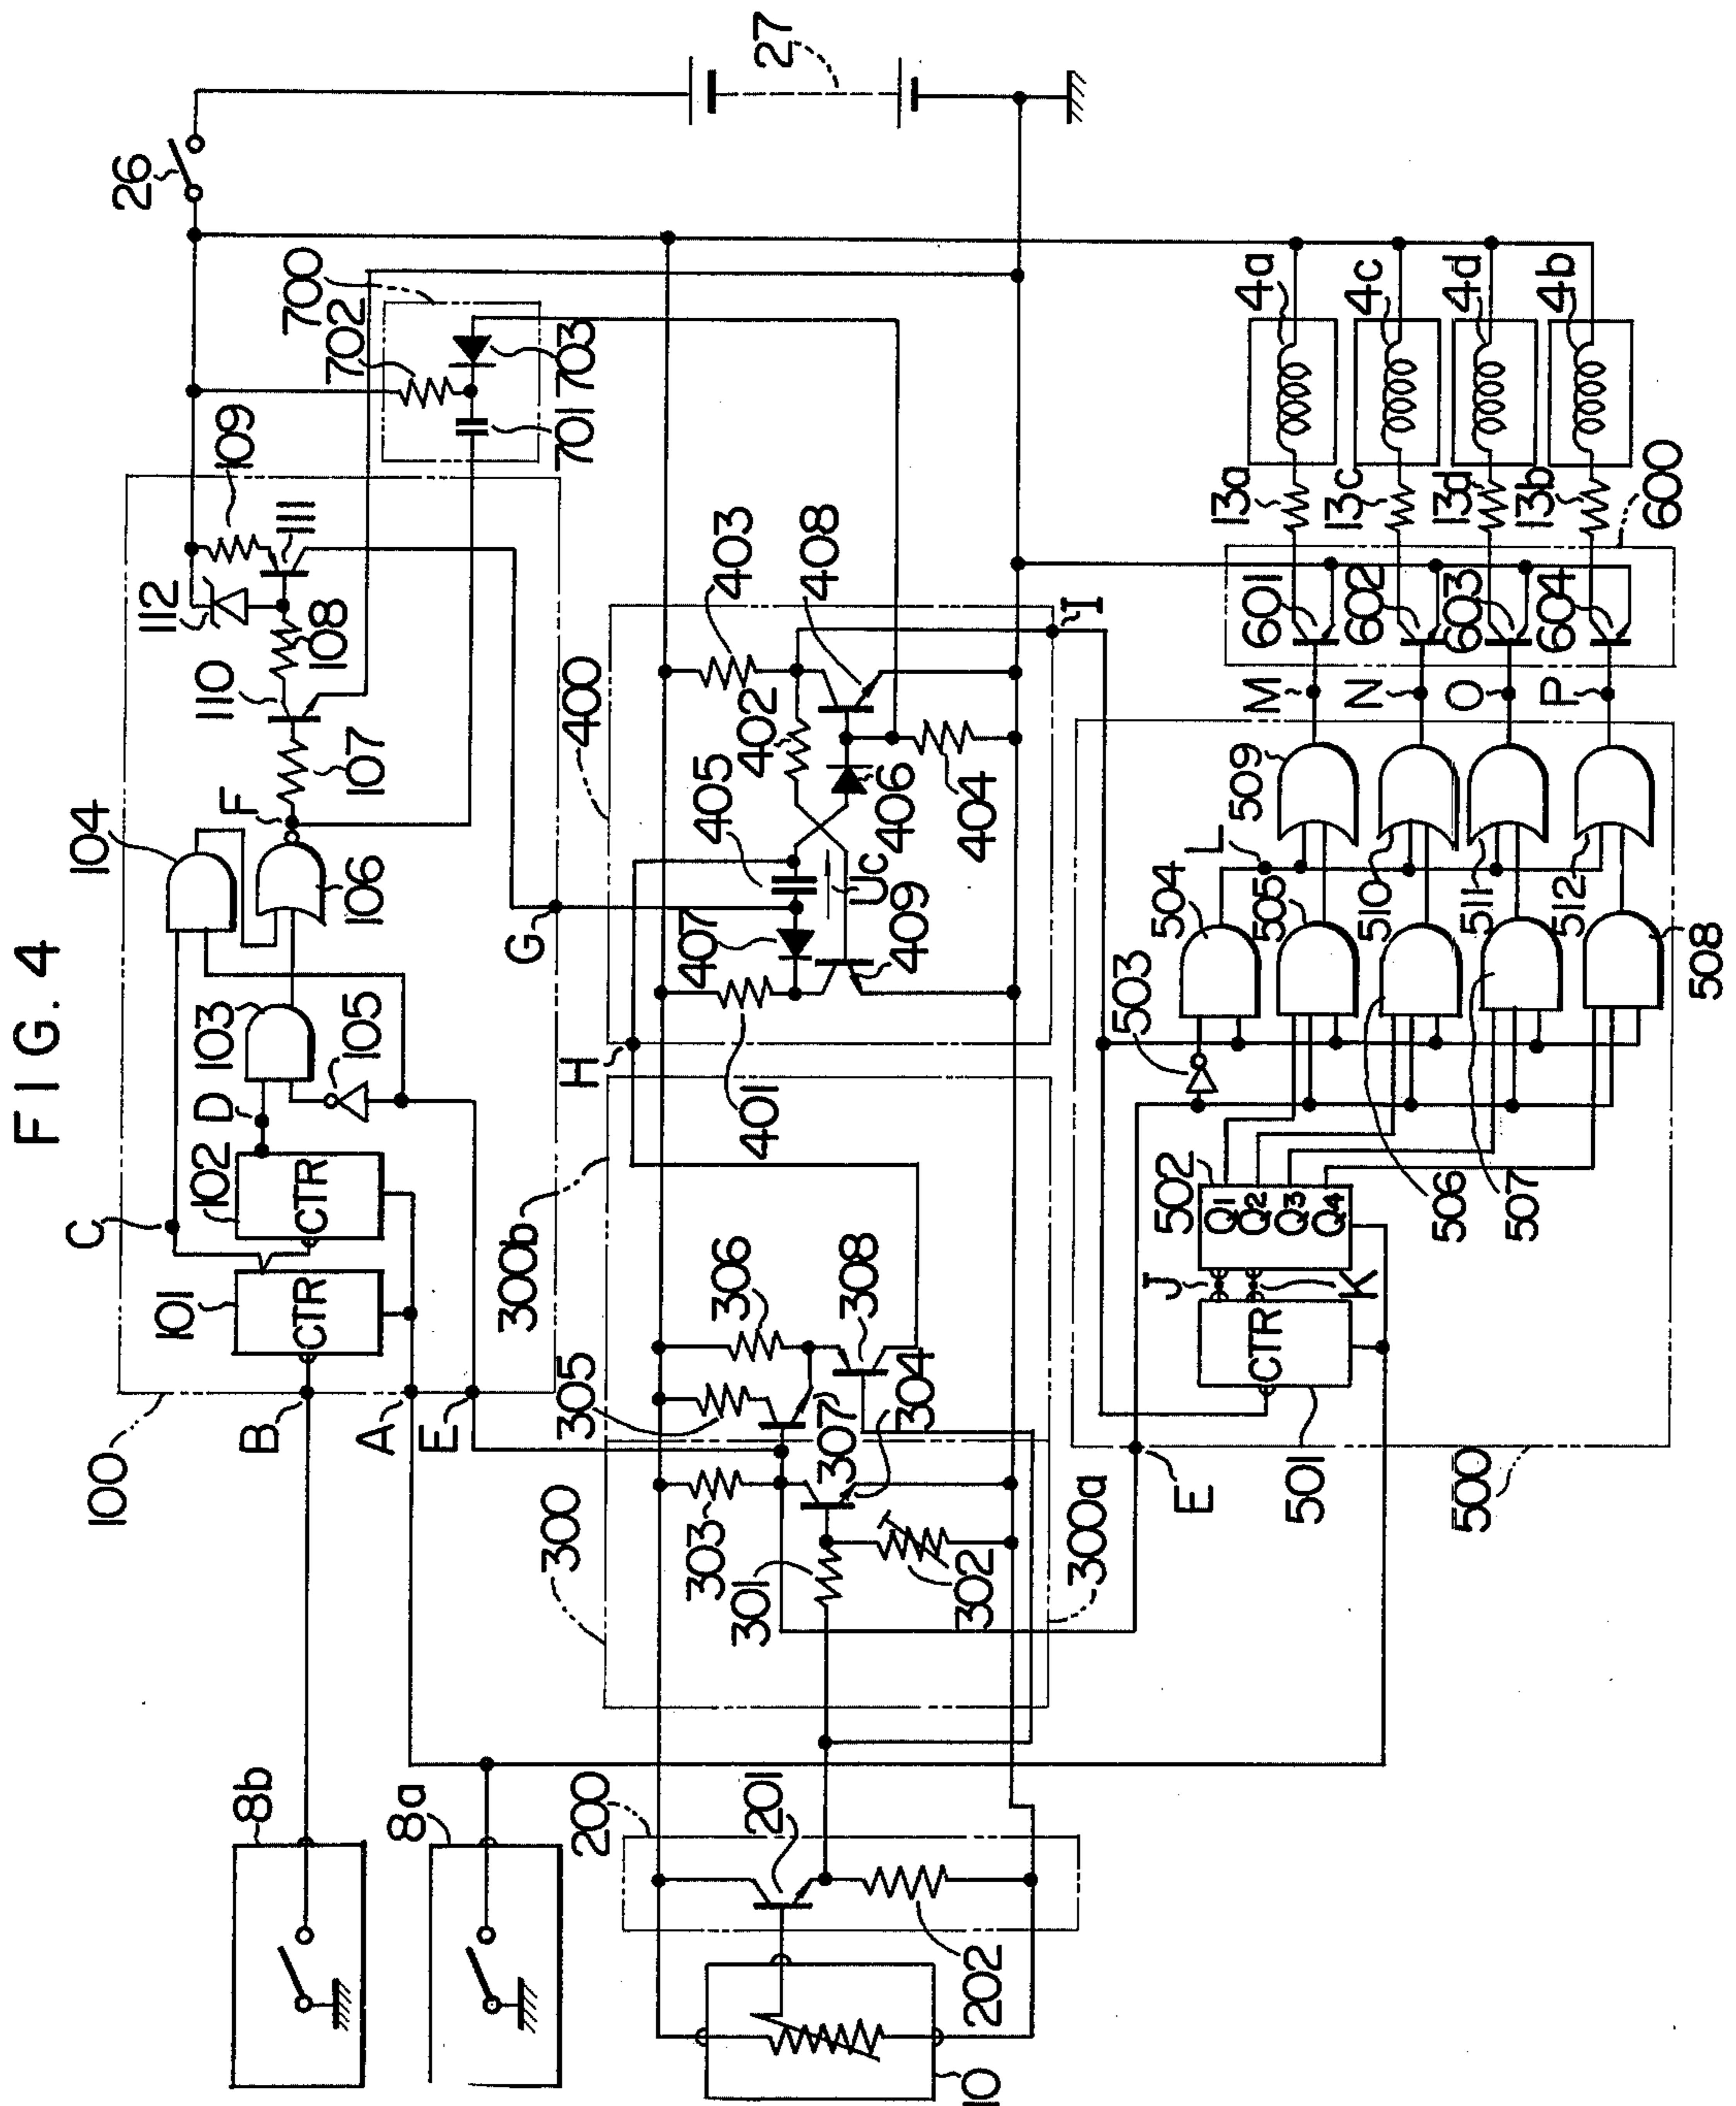 FIG. 4
27
26
700
702
703
701
109
111
112
108
110
107
F
104
106
103
105
D
102
CTR
C
101
CTR
100
B
A
E
G
H
400
403
408
402
405
406
404
Uc
407
409
401
I
300b
306
308
305
307
304
300
303
301
302
300a
8b
8a
200
201
202
10
4a
4c
4d
4b
13a
13c
13d
13b
600
601
602
603
604
M
N
O
P
509
L
504
505
510
511
512
508
503
502
Q1
Q2
Q3
Q4
506
507
J
K
CTR
501
E
500